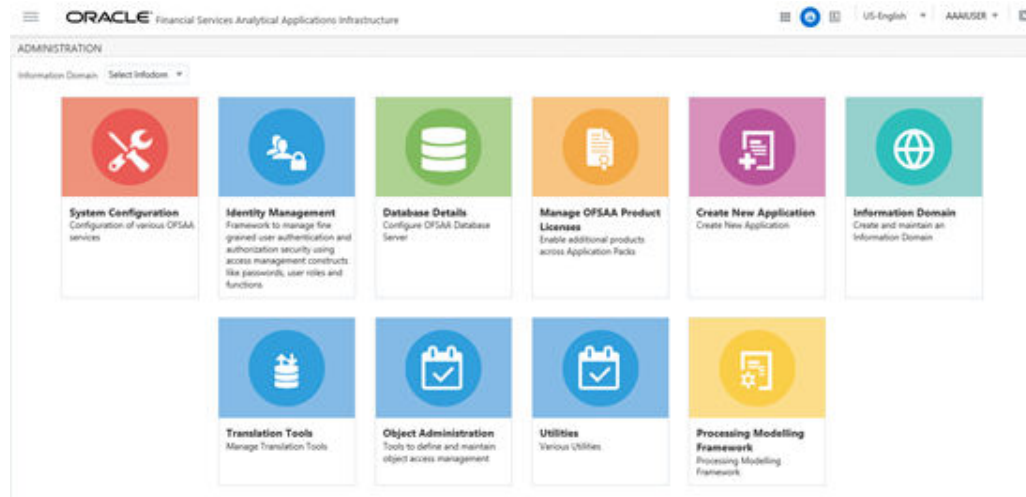 ORACLE Financial Services Analytical Applications Infrastructure
US-English
AAAIUSER
ADMINISTRATION
Information Domain Select Infodom
System Configuration
Configuration of various OFSAA
services
Identity Management
Framework to manage fine
grained user authentication and
authorization security using
access management constructs
like passwords, user roles and
functions
Database Details
Configure OFSAA Database
Server
Manage OFSAA Product
Licenses
Enable additional products
across Application Packs
Create New Application
Create New Application
Information Domain
Create and maintain an
Information Domain
Translation Tools
Manage Translation Tools
Object Administration
Tools to define and maintain
object access management
Utilities
Various Utilities
Processing Modelling
Framework
Processing Modelling
Framework